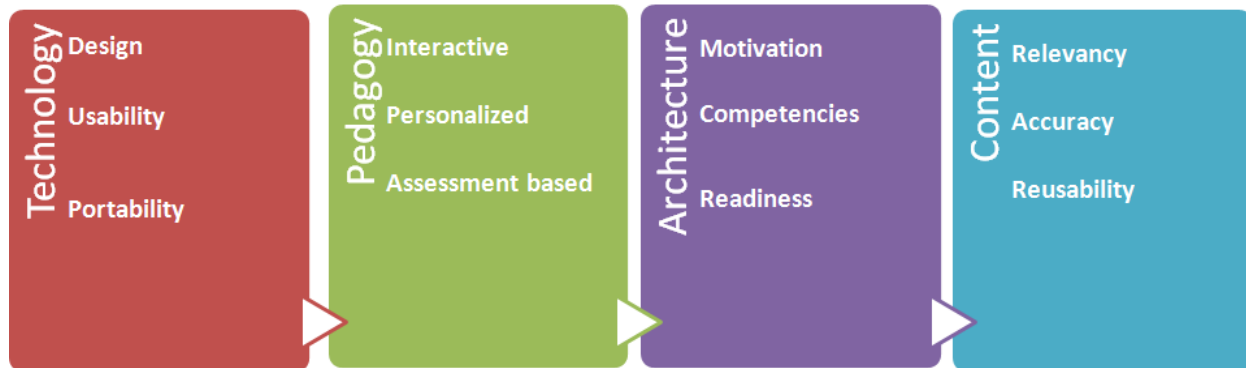 Technology
Design
Usability
Portability
Pedagogy
Interactive
Personalized
Assessment based
Architecture
Motivation
Competencies
Readiness
Content
Relevancy
Accuracy
Reusability